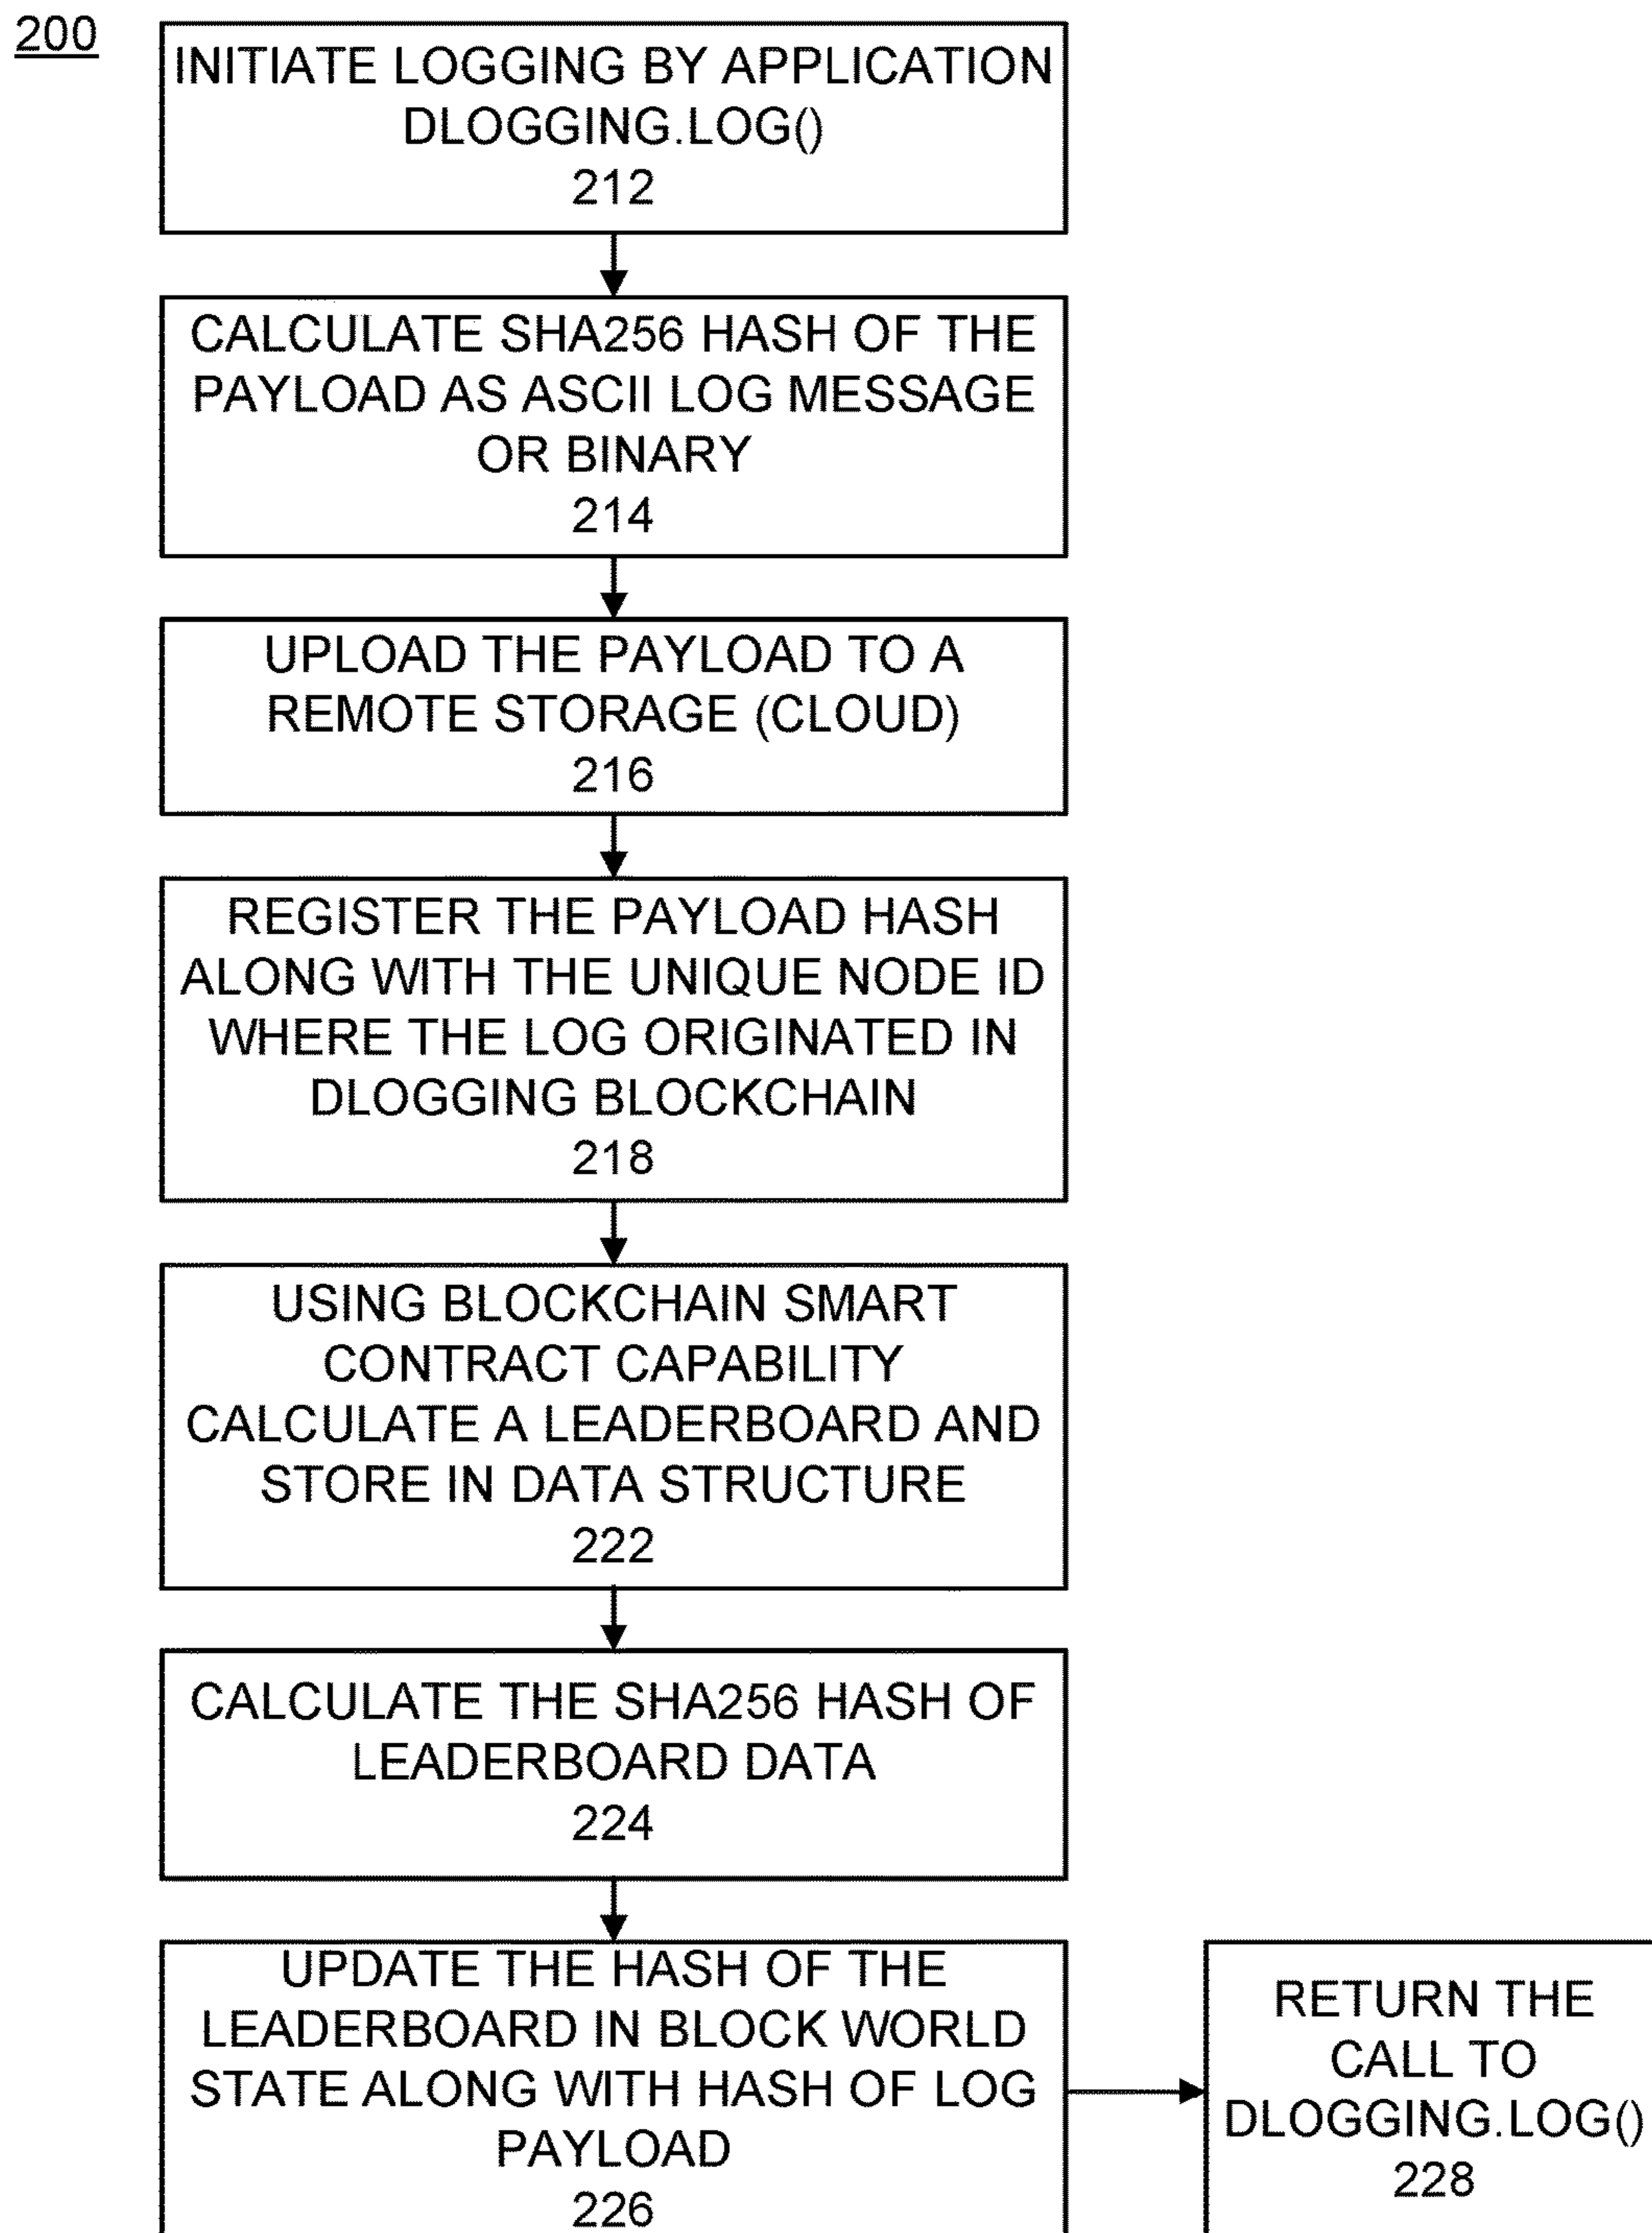 200
INITIATE LOGGING BY APPLICATION
DLOGGING.LOG()
212
CALCULATE SHA256 HASH OF THE
PAYLOAD AS ASCII LOG MESSAGE
OR BINARY
214
UPLOAD THE PAYLOAD TO A
REMOTE STORAGE (CLOUD)
216
REGISTER THE PAYLOAD HASH
ALONG WITH THE UNIQUE NODE ID
WHERE THE LOG ORIGINATED IN
DLOGGING BLOCKCHAIN
218
USING BLOCKCHAIN SMART
CONTRACT CAPABILITY
CALCULATE A LEADERBOARD AND
STORE IN DATA STRUCTURE
222
CALCULATE THE SHA256 HASH OF
LEADERBOARD DATA
224
UPDATE THE HASH OF THE
LEADERBOARD IN BLOCK WORLD
STATE ALONG WITH HASH OF LOG
PAYLOAD
226
RETURN THE
CALL TO
DLOGGING.LOG()
228